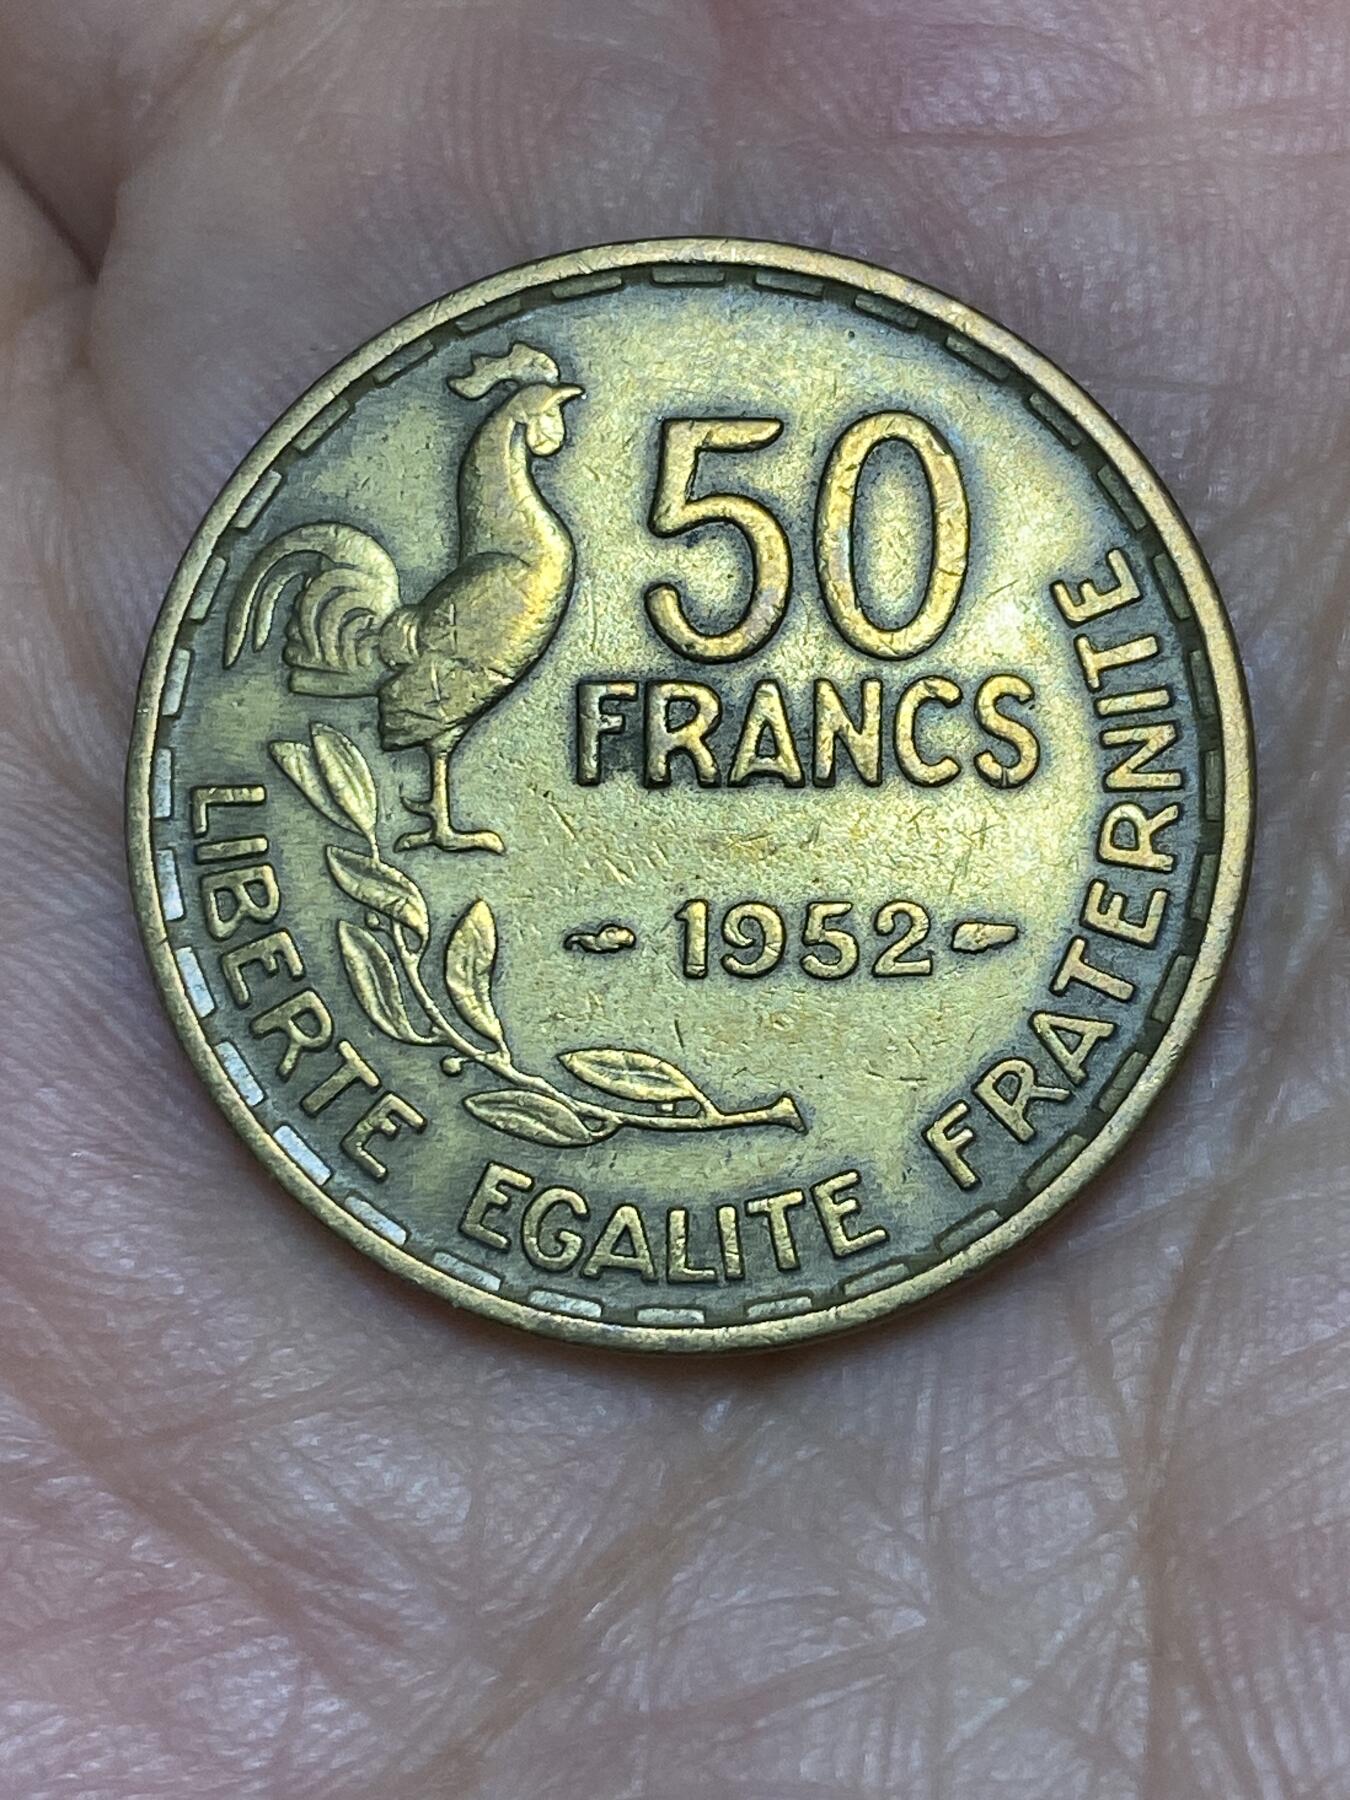 50
FRANCS
- 1952 -
LIBERTE EGALITE FRATERNITE